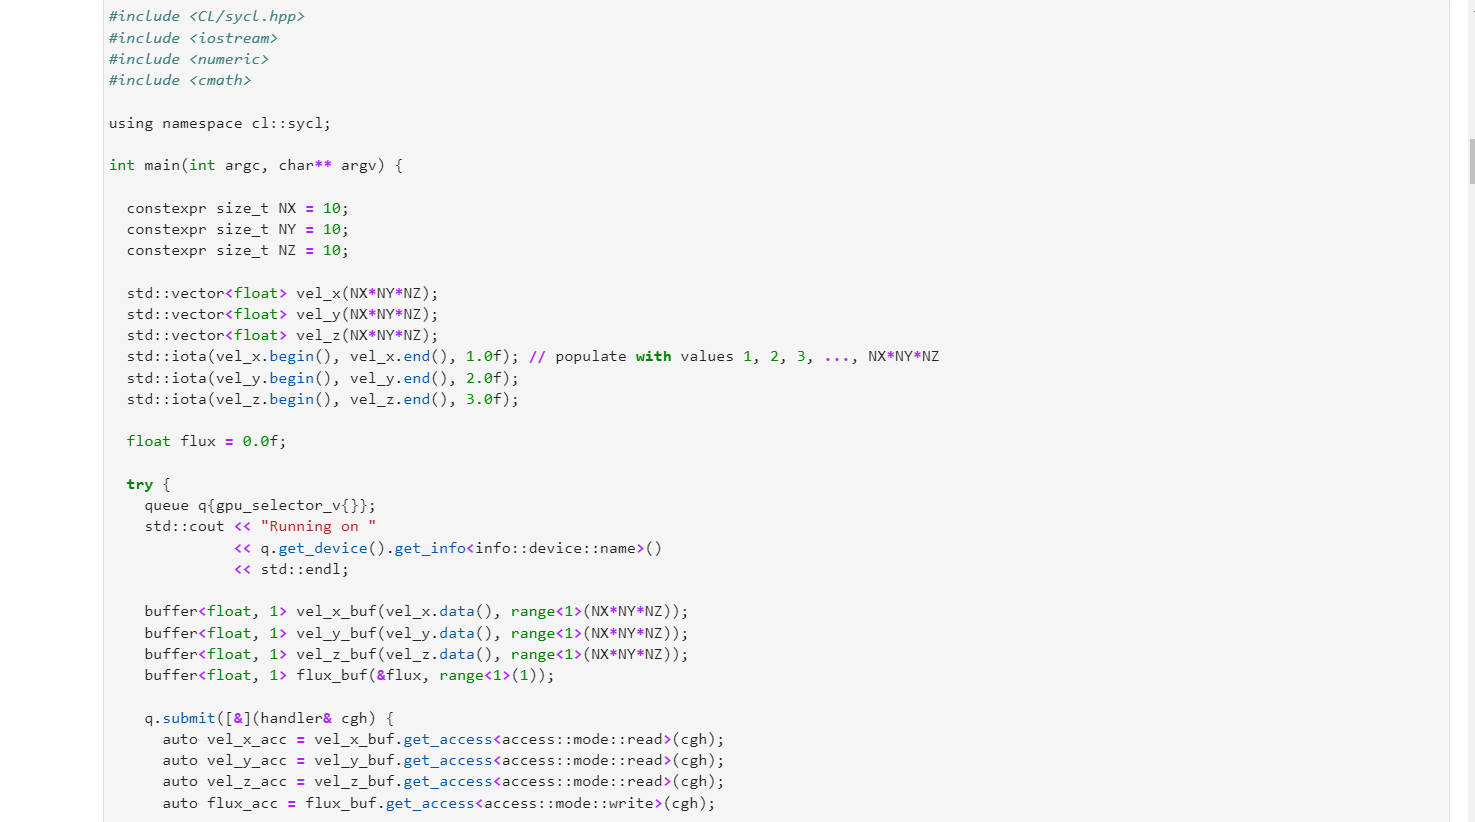 #include <CL/sycl.hpp>
#include <iostream>
#include <numeric>
#include <cmath>

using namespace cl::sycl;

int main(int argc, char** argv) {

  constexpr size_t NX = 10;
  constexpr size_t NY = 10;
  constexpr size_t NZ = 10;

  std::vector<float> vel_x(NX*NY*NZ);
  std::vector<float> vel_y(NX*NY*NZ);
  std::vector<float> vel_z(NX*NY*NZ);
  std::iota(vel_x.begin(), vel_x.end(), 1.0f); // populate with values 1, 2, 3, ..., NX*NY*NZ
  std::iota(vel_y.begin(), vel_y.end(), 2.0f);
  std::iota(vel_z.begin(), vel_z.end(), 3.0f);

  float flux = 0.0f;

  try {
    queue q{gpu_selector_v{}};
    std::cout << "Running on "
              << q.get_device().get_info<info::device::name>()
              << std::endl;

    buffer<float, 1> vel_x_buf(vel_x.data(), range<1>(NX*NY*NZ));
    buffer<float, 1> vel_y_buf(vel_y.data(), range<1>(NX*NY*NZ));
    buffer<float, 1> vel_z_buf(vel_z.data(), range<1>(NX*NY*NZ));
    buffer<float, 1> flux_buf(&flux, range<1>(1));

    q.submit([&](handler& cgh) {
      auto vel_x_acc = vel_x_buf.get_access<access::mode::read>(cgh);
      auto vel_y_acc = vel_y_buf.get_access<access::mode::read>(cgh);
      auto vel_z_acc = vel_z_buf.get_access<access::mode::read>(cgh);
      auto flux_acc = flux_buf.get_access<access::mode::write>(cgh);